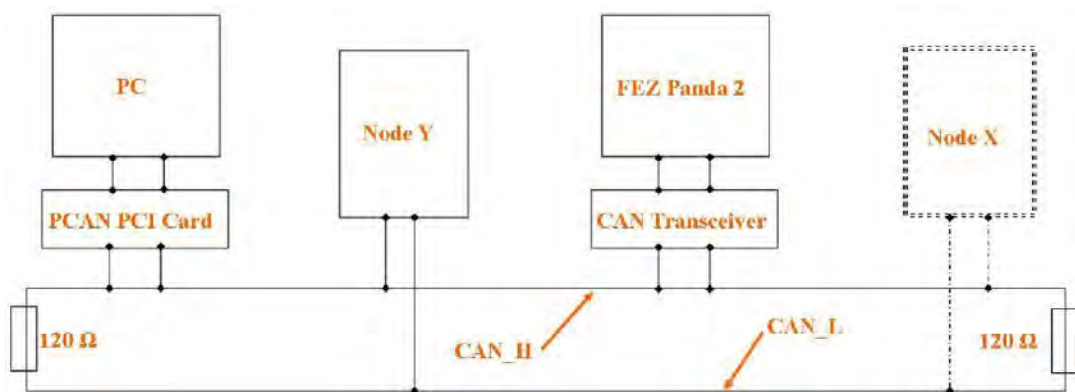 PC
Node Y
FEZ Panda 2
Node X
PCAN PCI Card
CAN Transceiver
120 Ω
CAN_H
CAN_L
120 Ω